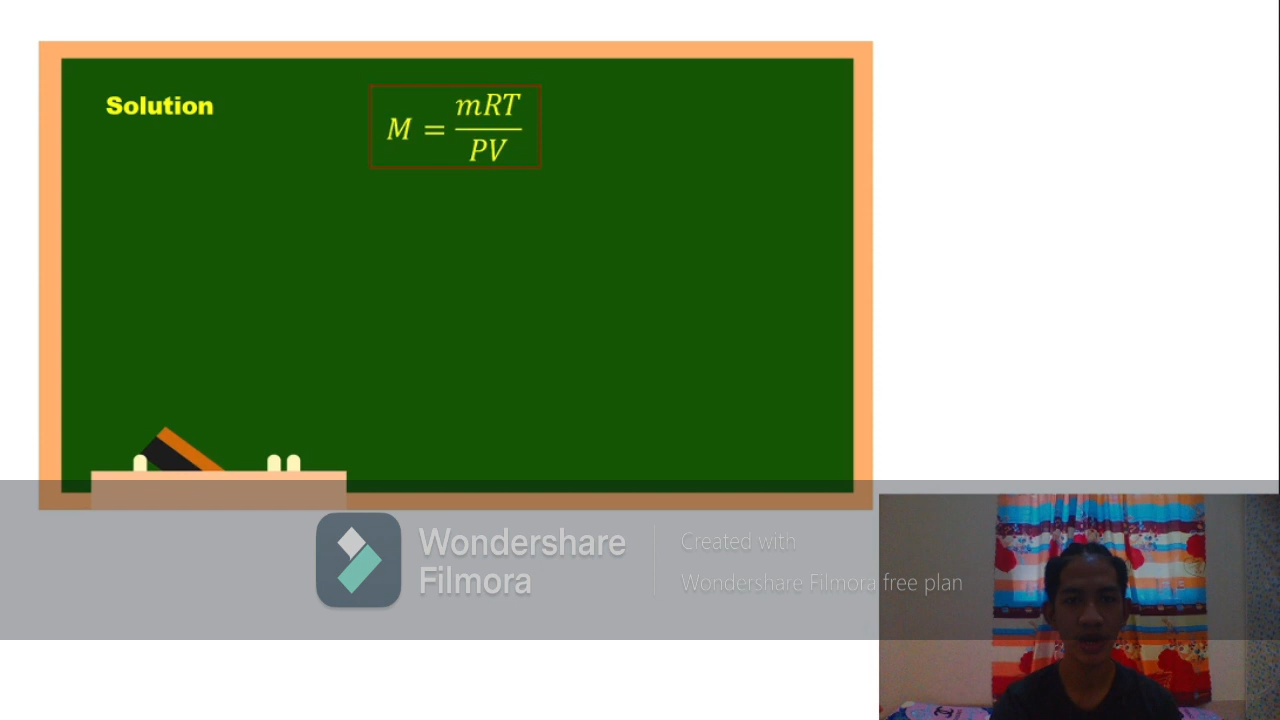 Solution
M = mRT / PV
Wondershare
Filmora
Created with
Wondershare Filmora free plan